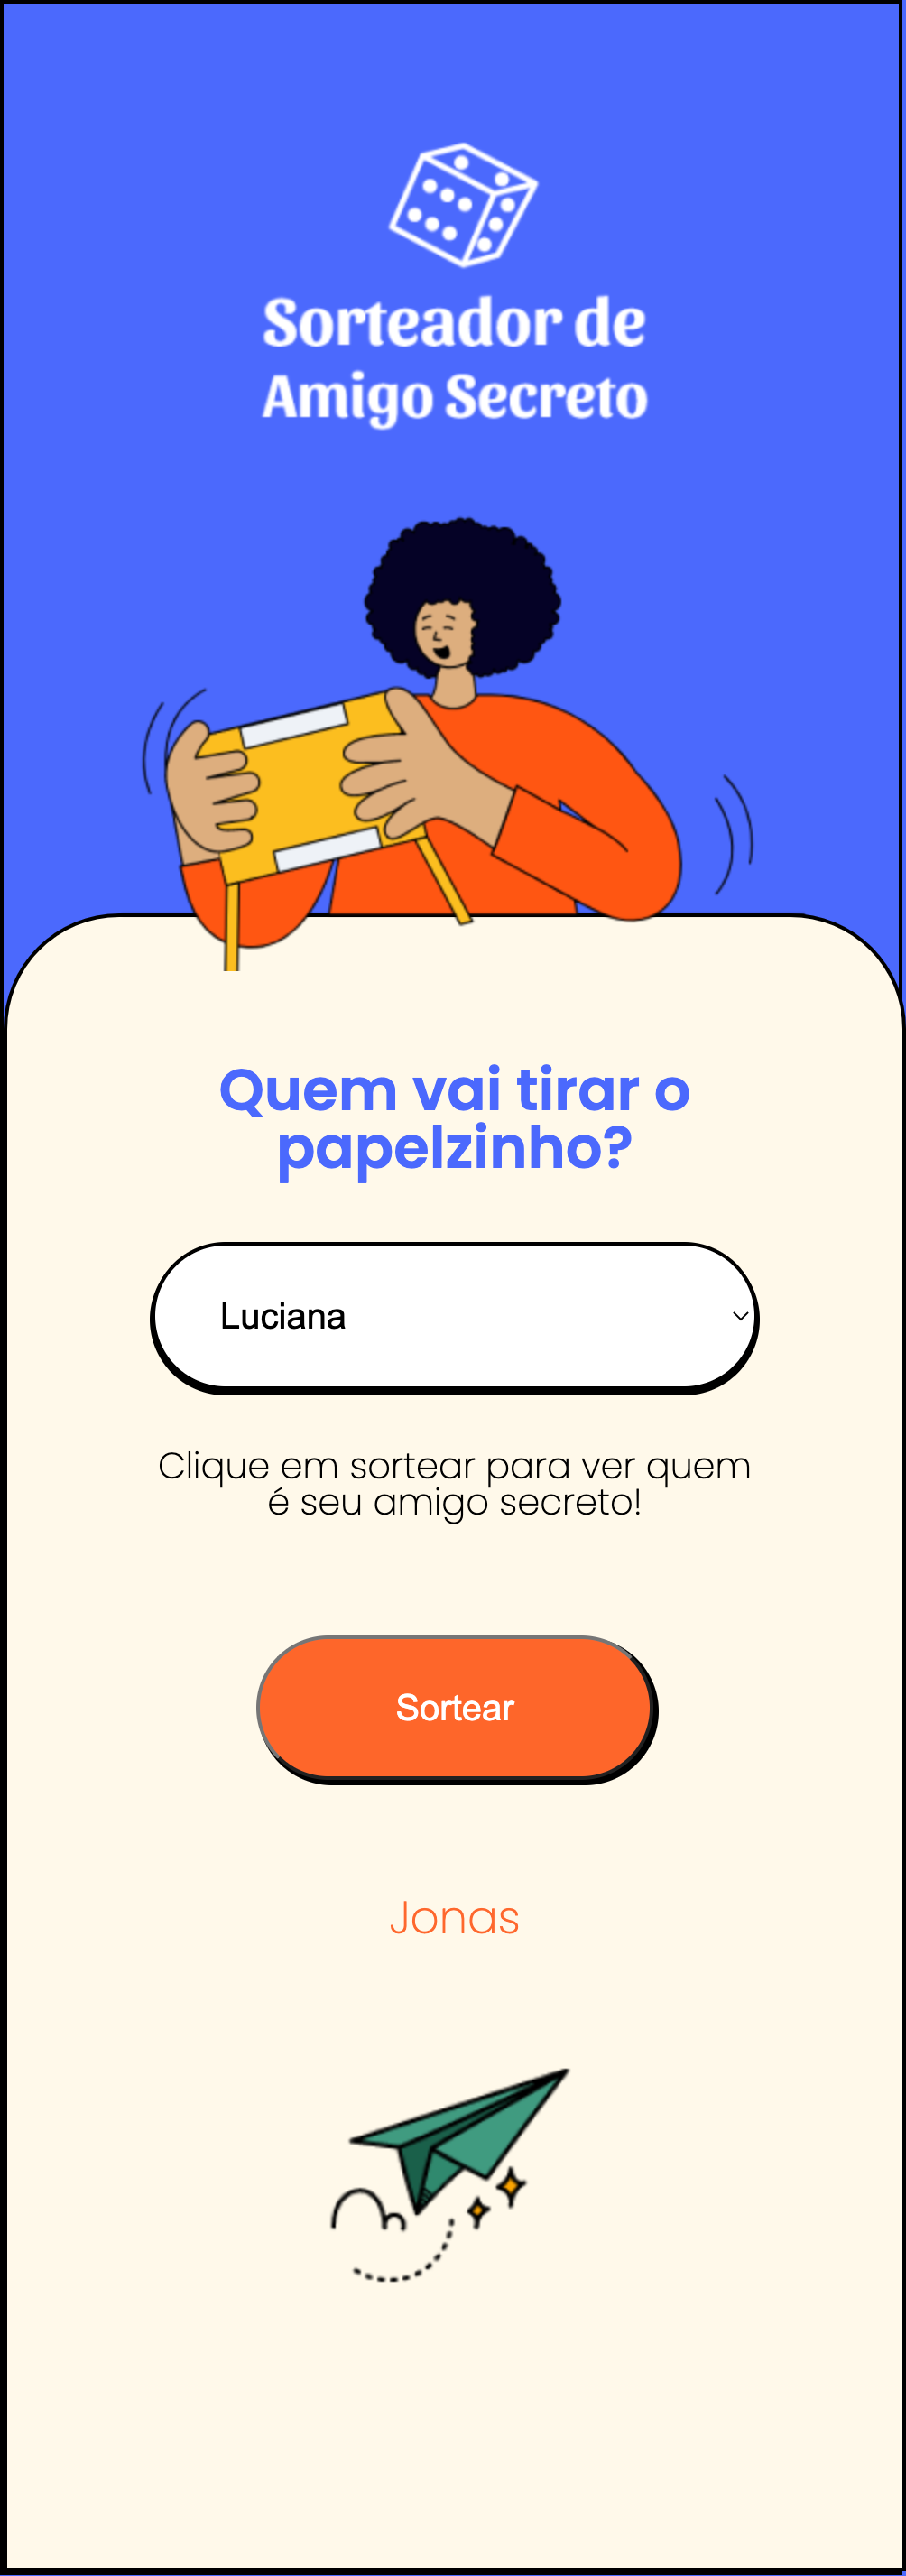 Sorteador de
Amigo Secreto
Quem vai tirar o
papelzinho?
Luciana
Clique em sortear para ver quem
é seu amigo secreto!
Sortear
Jonas